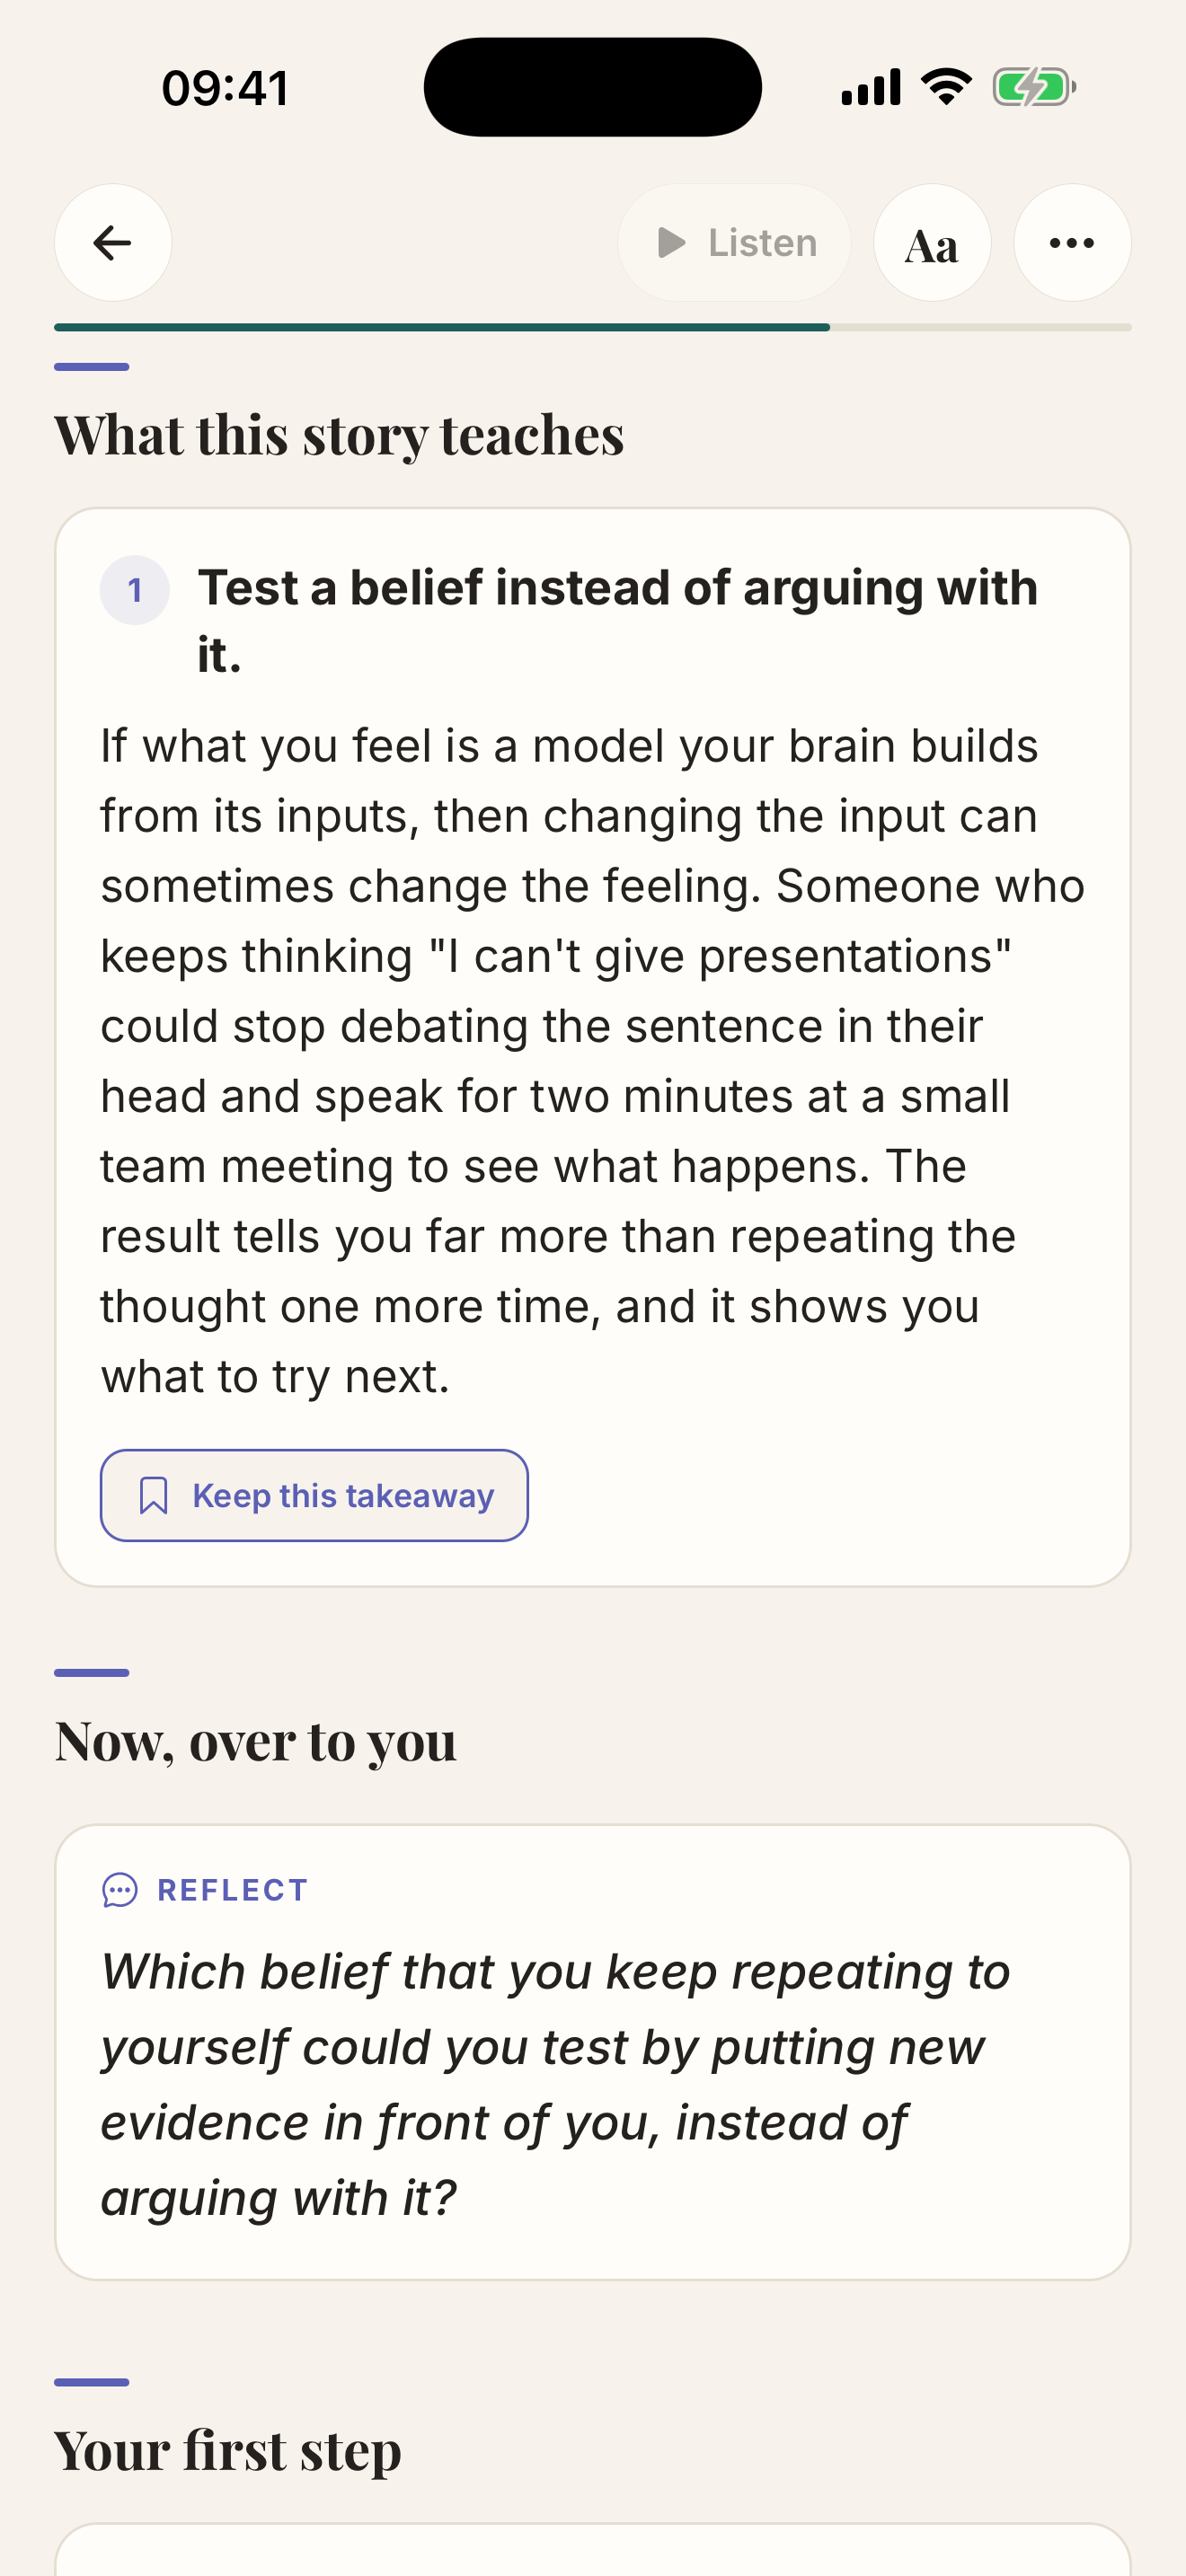 09:41
Listen
Aa
What this story teaches
1
Test a belief instead of arguing with
it.
If what you feel is a model your brain builds
from its inputs, then changing the input can
sometimes change the feeling. Someone who
keeps thinking "I can't give presentations"
could stop debating the sentence in their
head and speak for two minutes at a small
team meeting to see what happens. The
result tells you far more than repeating the
thought one more time, and it shows you
what to try next.
Keep this takeaway
Now, over to you
REFLECT
Which belief that you keep repeating to
yourself could you test by putting new
evidence in front of you, instead of
arguing with it?
Your first step